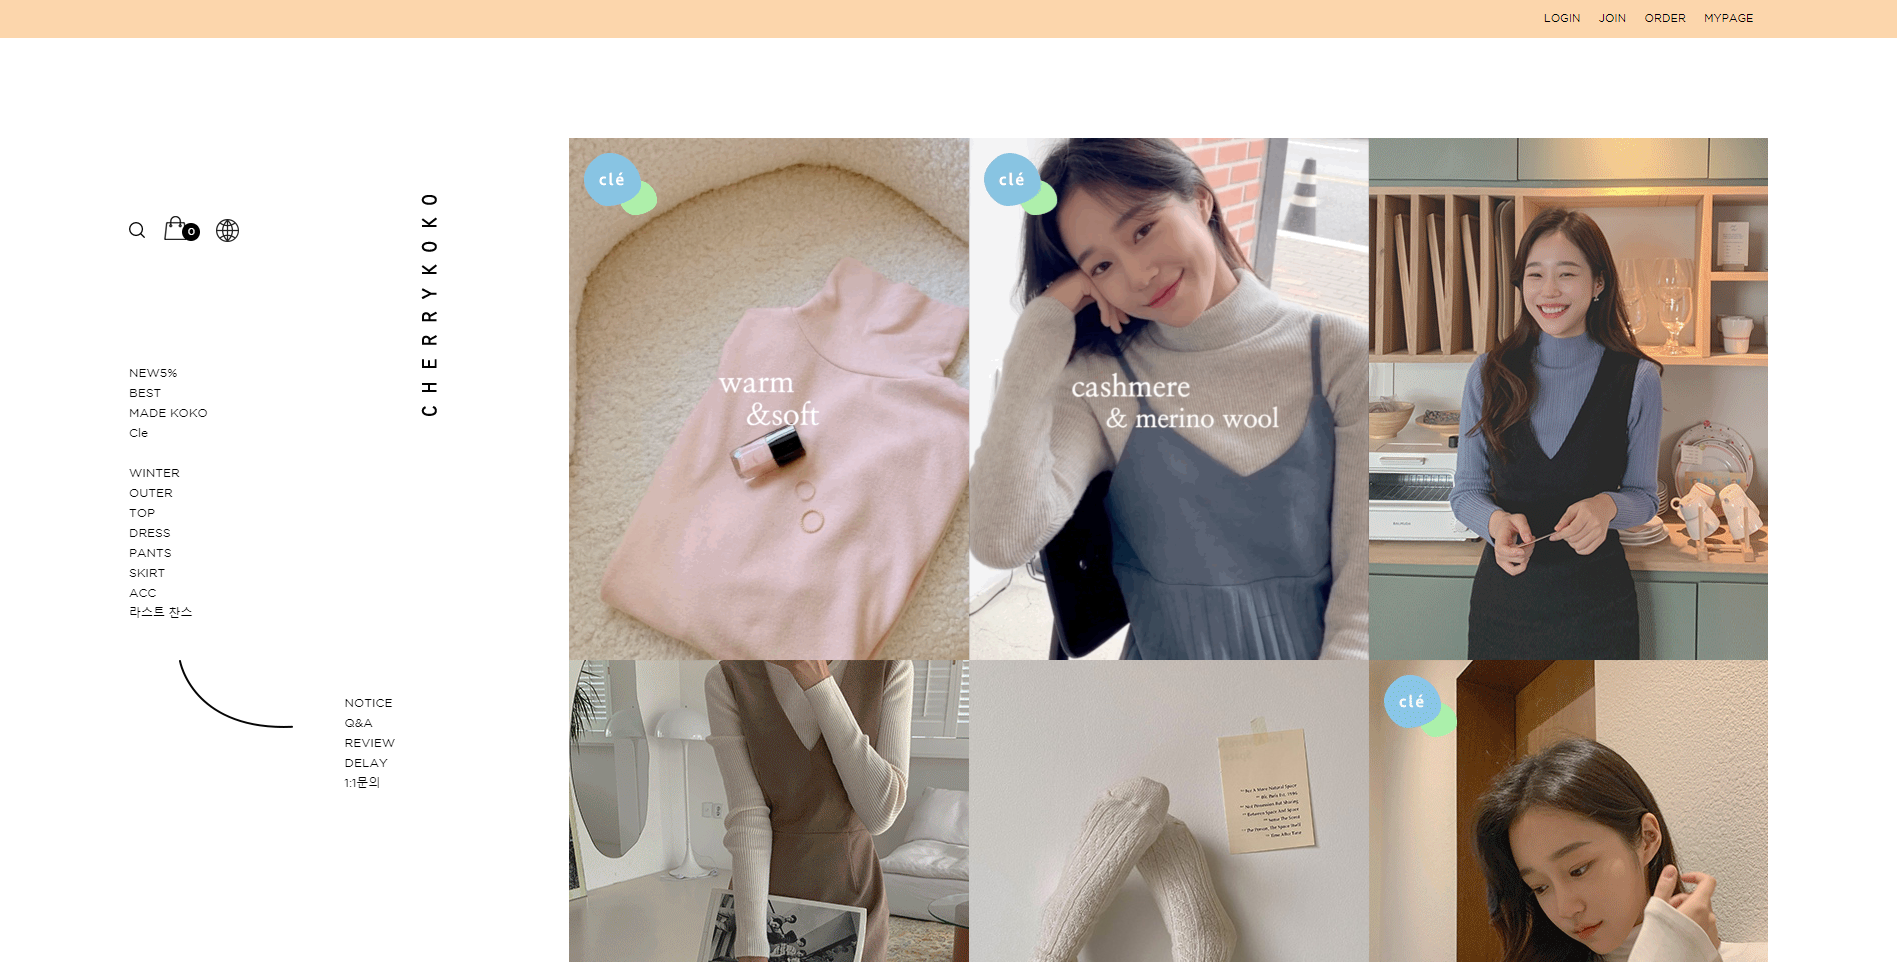 LOGIN JOIN ORDER MYPAGE
0
CHERRYKOKO
NEW5%
BEST
MADE KOKO
Cle
WINTER
OUTER
TOP
DRESS
PANTS
SKIRT
ACC
라스트 찬스
NOTICE
Q&A
REVIEW
DELAY
1:1문의
clé
warm
&soft
clé
cashmere
& merino wool
clé